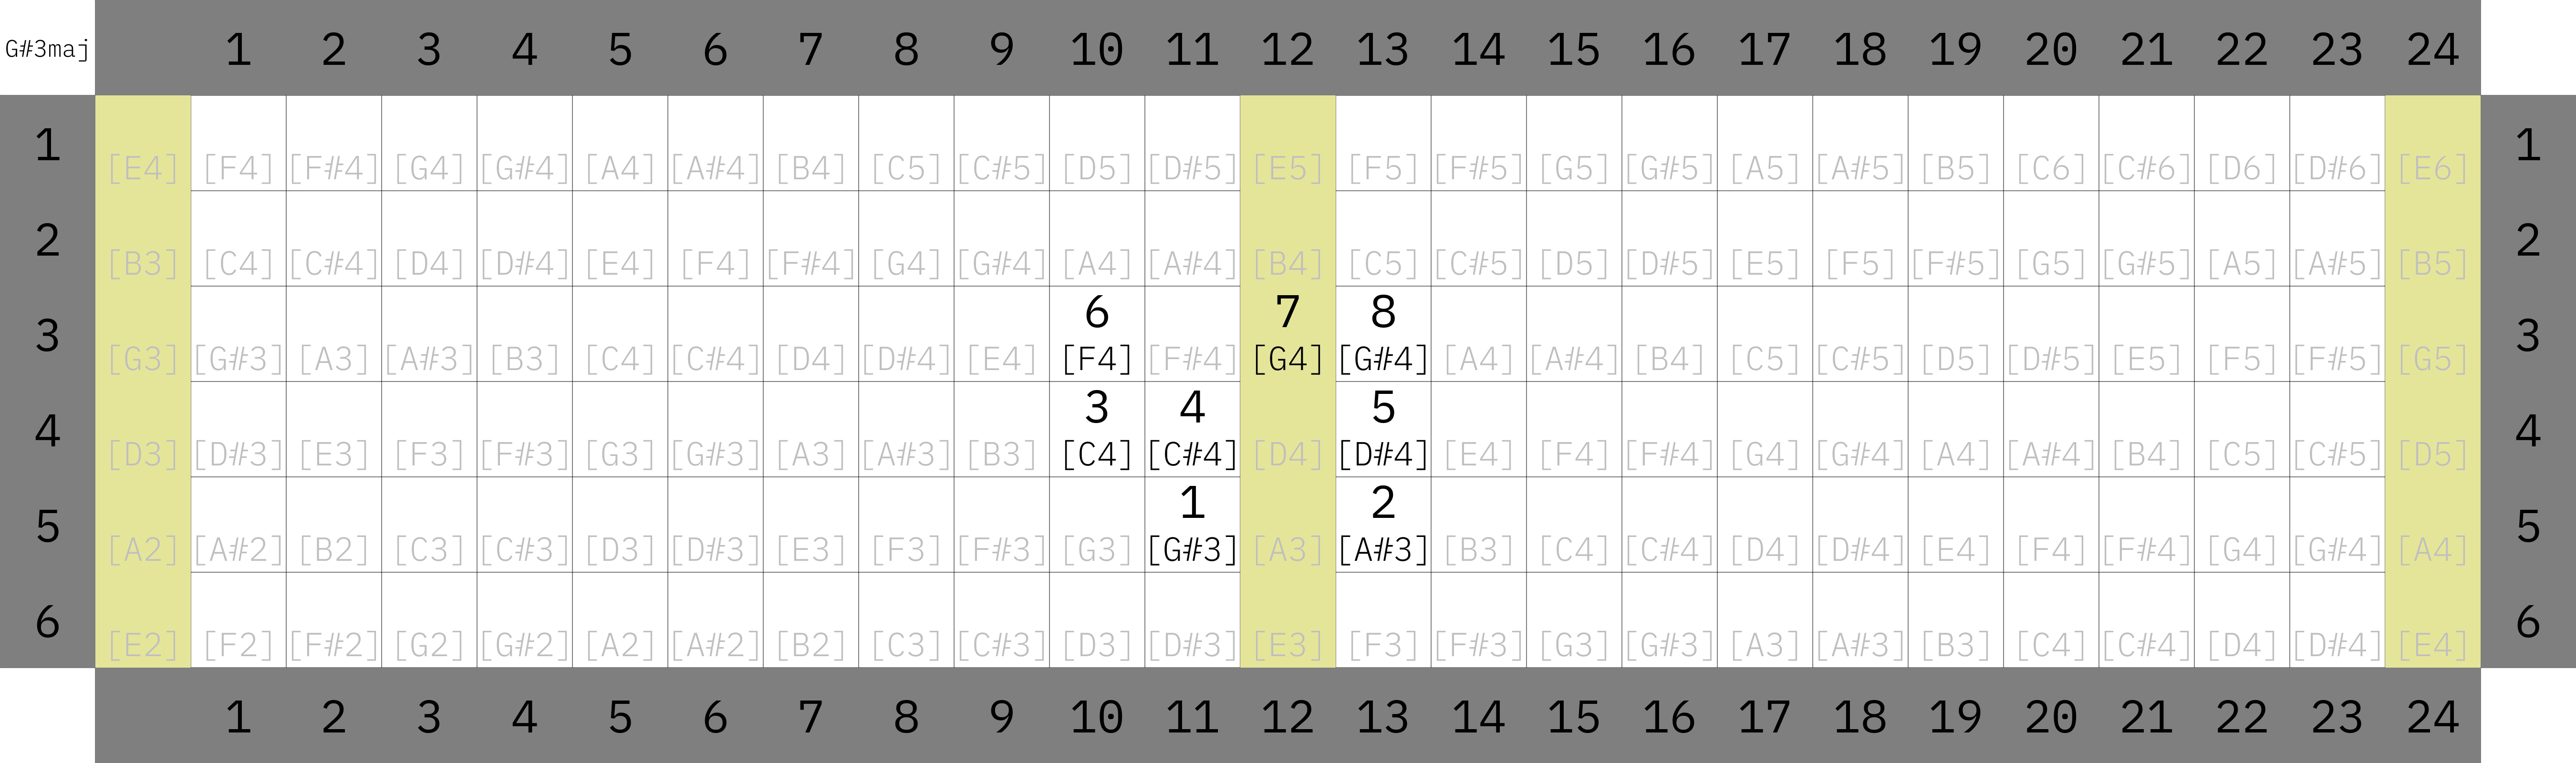 G#3maj 1 2 3 4 5 6 7 8 9 10 11 12 13 14 15 16 17 18 19 20 21 22 23 24
1 [E4] [F4] [F#4] [G4] [G#4] [A4] [A#4] [B4] [C5] [C#5] [D5] [D#5] [E5] [F5] [F#5] [G5] [G#5] [A5] [A#5] [B5] [C6] [C#6] [D6] [D#6] [E6] 1
2 [B3] [C4] [C#4] [D4] [D#4] [E4] [F4] [F#4] [G4] [G#4] [A4] [A#4] [B4] [C5] [C#5] [D5] [D#5] [E5] [F5] [F#5] [G5] [G#5] [A5] [A#5] [B5] 2
6 7 8
3 [G3] [G#3] [A3] [A#3] [B3] [C4] [C#4] [D4] [D#4] [E4] [F4] [F#4] [G4] [G#4] [A4] [A#4] [B4] [C5] [C#5] [D5] [D#5] [E5] [F5] [F#5] [G5] 3
3 4 5
4 [D3] [D#3] [E3] [F3] [F#3] [G3] [G#3] [A3] [A#3] [B3] [C4] [C#4] [D4] [D#4] [E4] [F4] [F#4] [G4] [G#4] [A4] [A#4] [B4] [C5] [C#5] [D5] 4
1 2
5 [A2] [A#2] [B2] [C3] [C#3] [D3] [D#3] [E3] [F3] [F#3] [G3] [G#3] [A3] [A#3] [B3] [C4] [C#4] [D4] [D#4] [E4] [F4] [F#4] [G4] [G#4] [A4] 5
6 [E2] [F2] [F#2] [G2] [G#2] [A2] [A#2] [B2] [C3] [C#3] [D3] [D#3] [E3] [F3] [F#3] [G3] [G#3] [A3] [A#3] [B3] [C4] [C#4] [D4] [D#4] [E4] 6
1 2 3 4 5 6 7 8 9 10 11 12 13 14 15 16 17 18 19 20 21 22 23 24